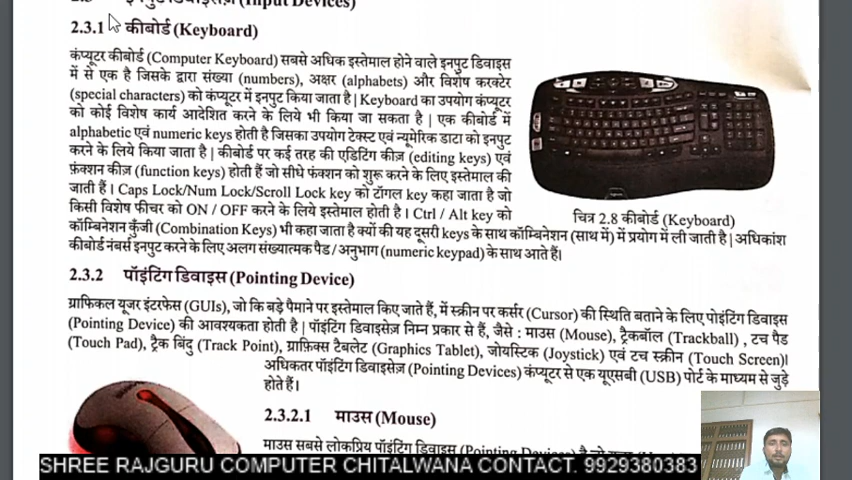 2.3 इनपुट डिवाइसेज़ (Input Devices)
2.3.1 कीबोर्ड (Keyboard)
कंप्यूटर कीबोर्ड (Computer Keyboard) सबसे अधिक इस्तेमाल होने वाले इनपुट डिवाइस
में से एक है जिसके द्वारा संख्या (numbers), अक्षर (alphabets) और विशेष करक्टेर
(special characters) को कंप्यूटर में इनपुट किया जाता है | Keyboard का उपयोग कंप्यूटर
को कोई विशेष कार्य आदेशित करने के लिए भी किया जा सकता है | एक कीबोर्ड में
alphabetic एवं numeric keys होती है जिसका उपयोग टेक्स्ट एवं न्यूमेरिक डाटा को इनपुट
करने के लिए किया जाता है | कीबोर्ड पर कई तरह की एडिटिंग कीज़ (editing keys) एवं
फ़ंक्शन कीज़ (function keys) होती हैं जो सीधे फंक्शन को शुरू करने के लिए इस्तेमाल की
जाती हैं । Caps Lock/Num Lock/Scroll Lock key को टॉगल key कहा जाता है जो
किसी विशेष फीचर को ON / OFF करने के लिये इस्तेमाल होती है । Ctrl / Alt key को
चित्र 2.8 कीबोर्ड (Keyboard)
कॉम्बिनेशन कुँजी (Combination Keys) भी कहा जाता है क्यों की यह दूसरी keys के साथ कॉम्बिनेशन (साथ में) में प्रयोग में ली जाती है | अधिकांश
कीबोर्ड नंबर्स इनपुट करने के लिए अलग संख्यात्मक पैड / अनुभाग (numeric keypad) के साथ आते हैं।
2.3.2 पॉइंटिंग डिवाइस (Pointing Device)
ग्राफिकल यूजर इंटरफेस (GUIs), जो कि बड़े पैमाने पर इस्तेमाल किए जाते हैं, में स्क्रीन पर कर्सर (Cursor) की स्थिति बताने के लिए पोइंटिंग डिवाइस
(Pointing Device) की आवश्यकता होती है | पॉइंटिंग डिवाइसेज़ निम्न प्रकार से हैं, जैसे : माउस (Mouse), ट्रैकबॉल (Trackball) , टच पैड
(Touch Pad), ट्रैक बिंदु (Track Point), ग्राफ़िक्स टैबलेट (Graphics Tablet), जोयस्टिक (Joystick) एवं टच स्क्रीन (Touch Screen)।
अधिकतर पॉइंटिंग डिवाइसेज़ (Pointing Devices) कंप्यूटर से एक यूएसबी (USB) पोर्ट के माध्यम से जुड़े
होते हैं।
2.3.2.1 माउस (Mouse)
माउस सबसे लोकप्रिय पॉइंटिंग डिवाइस (Pointing
SHREE RAJGURU COMPUTER CHITALWANA CONTACT. 9929380383